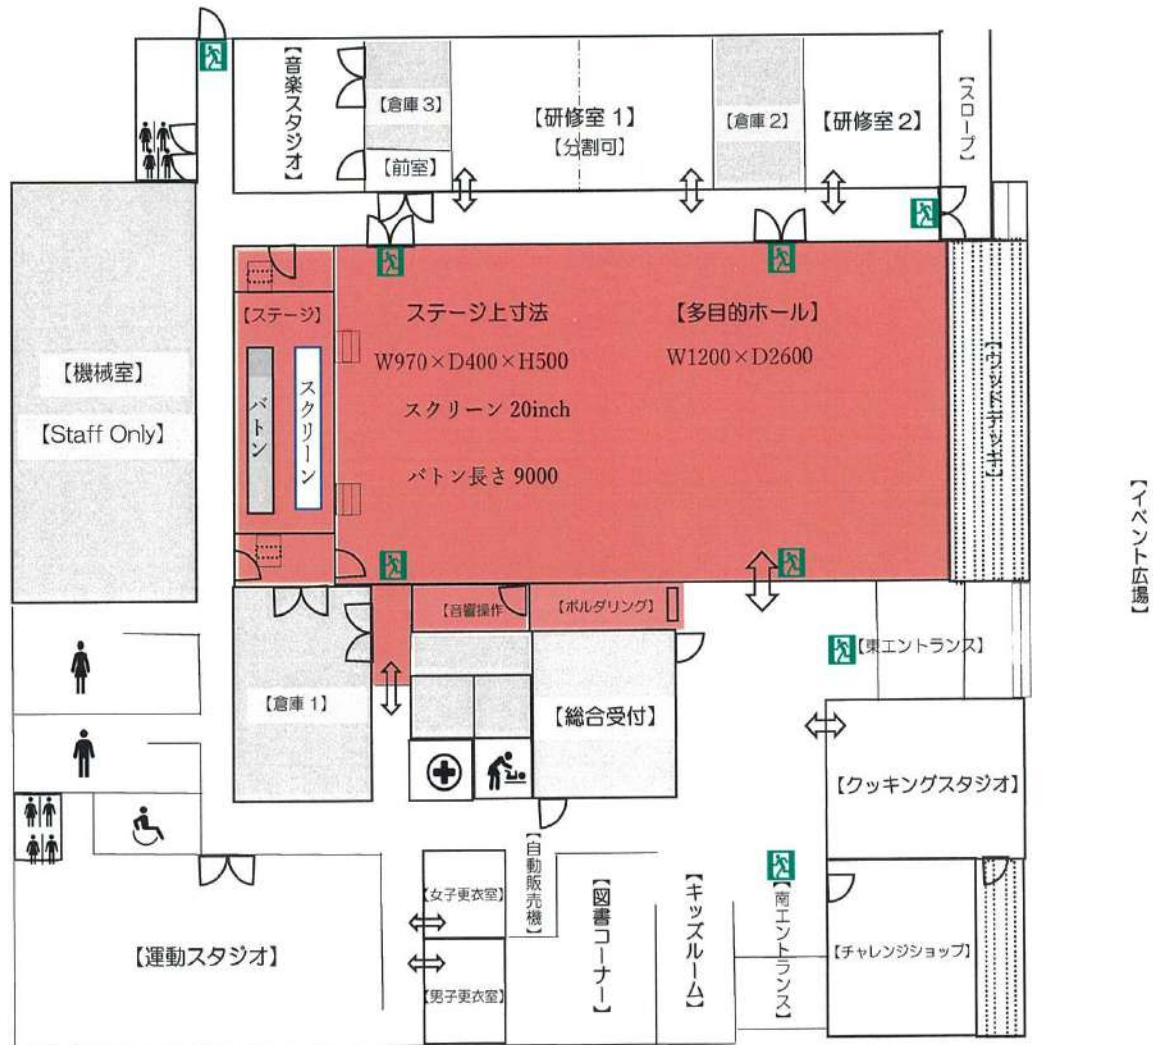 【音楽スタジオ】
【倉庫3】
【前室】
【研修室1】
【分割可】
【倉庫2】
【研修室2】
【スロープ】
【機械室】
【Staff Only】
【ステージ】
バトン
スクリーン
ステージ上寸法
W970×D400×H500
スクリーン 20inch
バトン長さ 9000
【多目的ホール】
W1200×D2600
【ウッドデッキ】
【イベント広場】
【音響操作】
【ボルダリング】
【倉庫1】
【総合受付】
【東エントランス】
【クッキングスタジオ】
【運動スタジオ】
【女子更衣室】
【男子更衣室】
【自動販売機】
【図書コーナー】
【キッズルーム】
【南エントランス】
【チャレンジショップ】